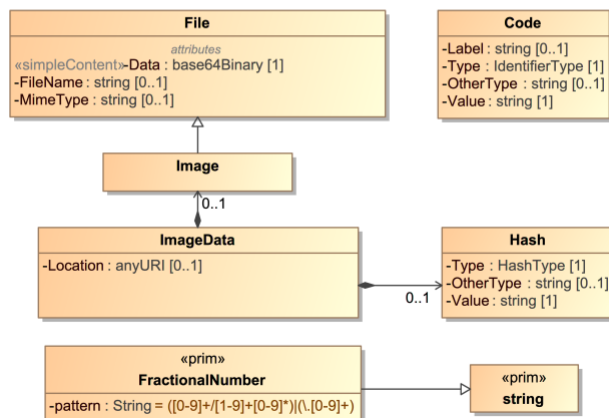 File
attributes
«simpleContent»-Data : base64Binary [1]
-FileName : string [0..1]
-MimeType : string [0..1]
Code
-Label : string [0..1]
-Type : IdentifierType [1]
-OtherType : string [0..1]
-Value : string [1]
Image
0..1
ImageData
-Location : anyURI [0..1]
0..1
Hash
-Type : HashType [1]
-OtherType : string [0..1]
-Value : string [1]
«prim»
FractionalNumber
-pattern : String = ([0-9]+/[1-9]+[0-9]*)|(\.[0-9]+)
«prim»
string